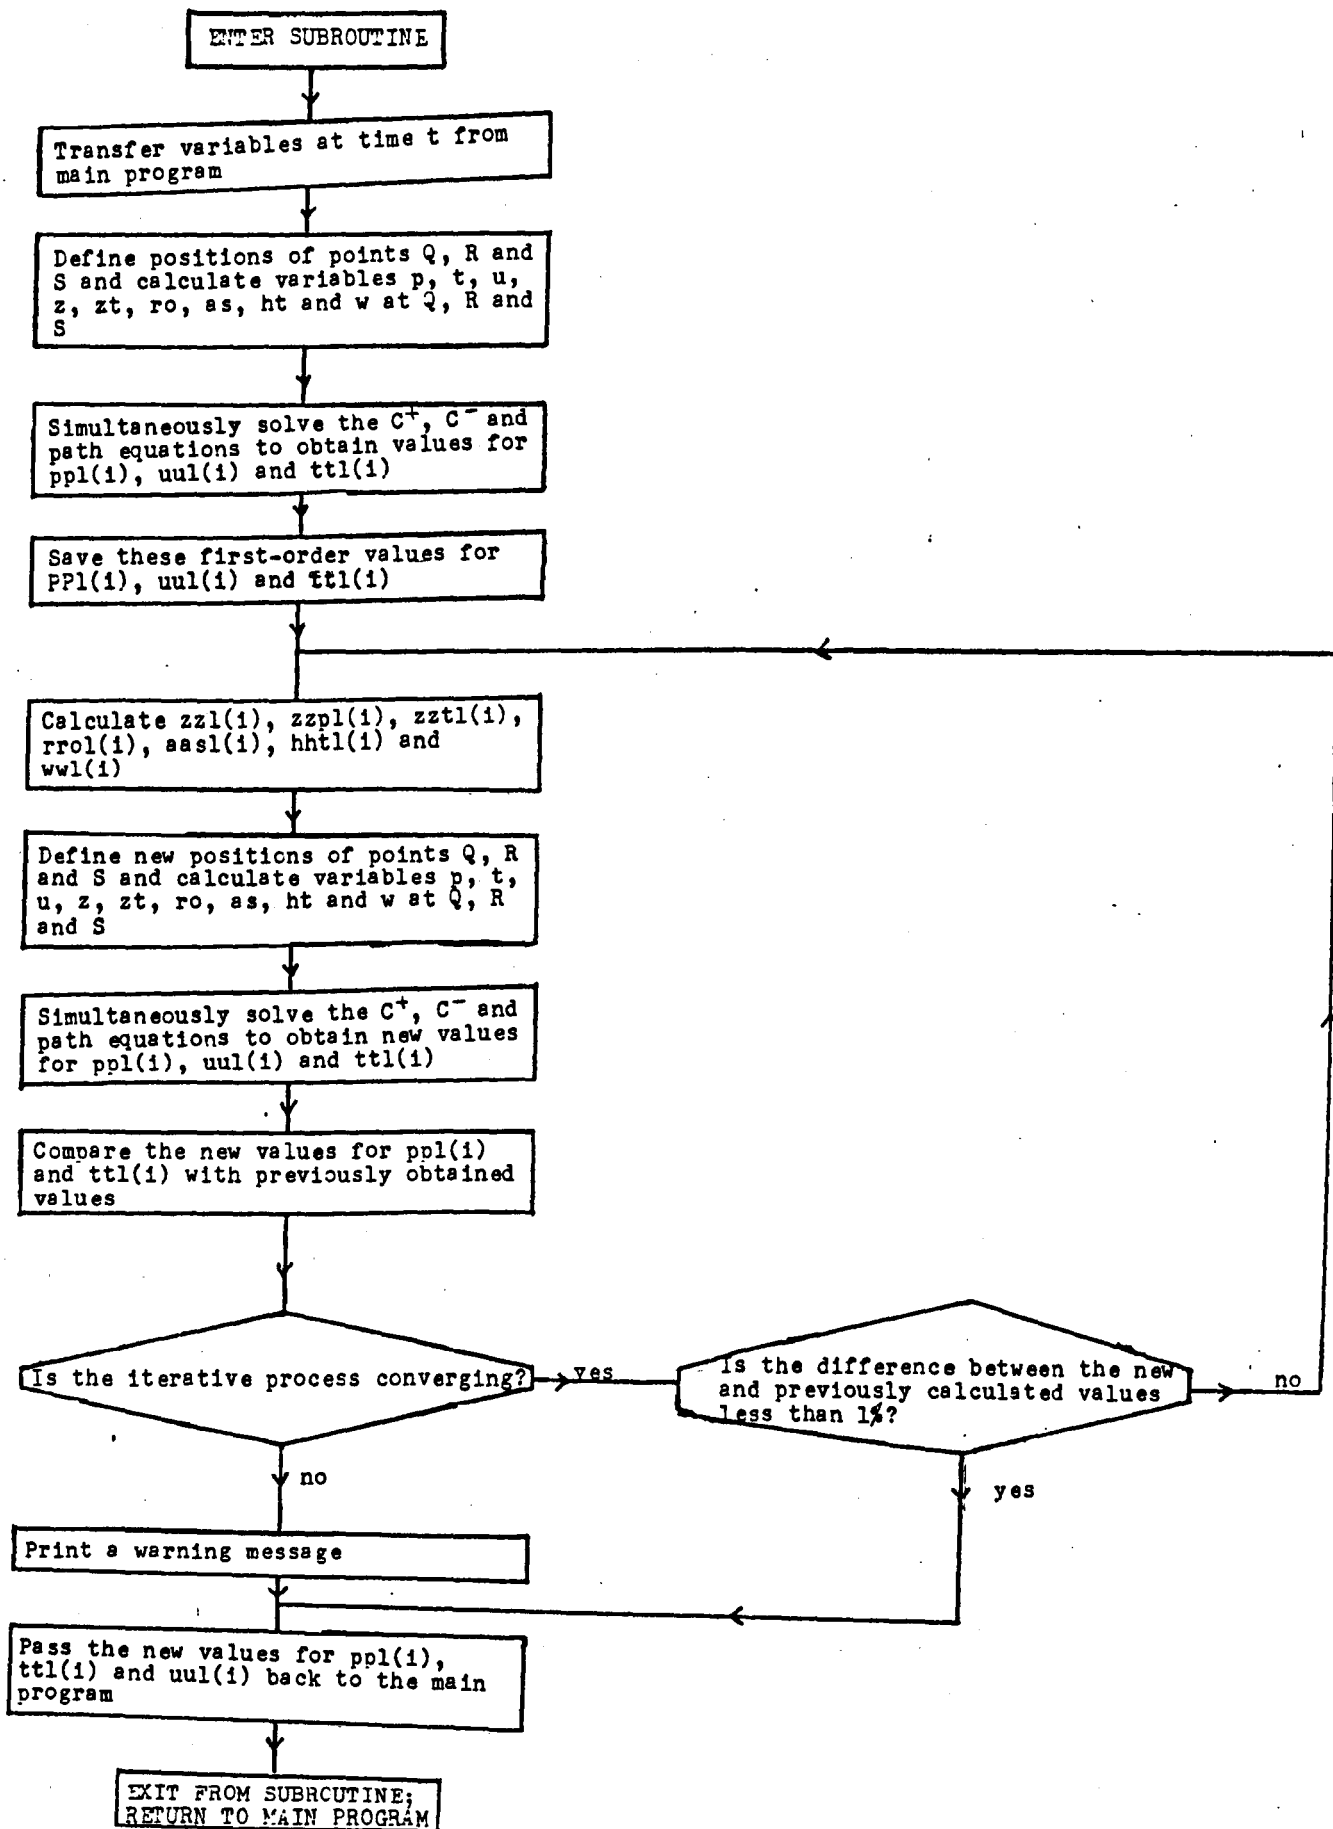 ENTER SUBROUTINE
Transfer variables at time t from
main program
Define positions of points Q, R and
S and calculate variables p, t, u,
z, zt, ro, as, ht and w at Q, R and
S
Simultaneously solve the C⁺, C⁻ and
path equations to obtain values for
ppl(i), uul(i) and ttl(i)
Save these first-order values for
PPl(i), uul(i) and ttl(i)
Calculate zzl(i), zzpl(i), zztl(i),
rrol(i), aasl(i), hhtl(i) and
wwl(i)
Define new positions of points Q, R
and S and calculate variables p, t,
u, z, zt, ro, as, ht and w at Q, R
and S
Simultaneously solve the C⁺, C⁻ and
path equations to obtain new values
for ppl(i), uul(i) and ttl(i)
Compare the new values for ppl(i)
and ttl(i) with previously obtained
values
Is the iterative process converging?
yes
Is the difference between the new
and previously calculated values
less than 1%?
no
no
yes
Print a warning message
Pass the new values for ppl(i),
ttl(i) and uul(i) back to the main
program
EXIT FROM SUBROUTINE;
RETURN TO MAIN PROGRAM